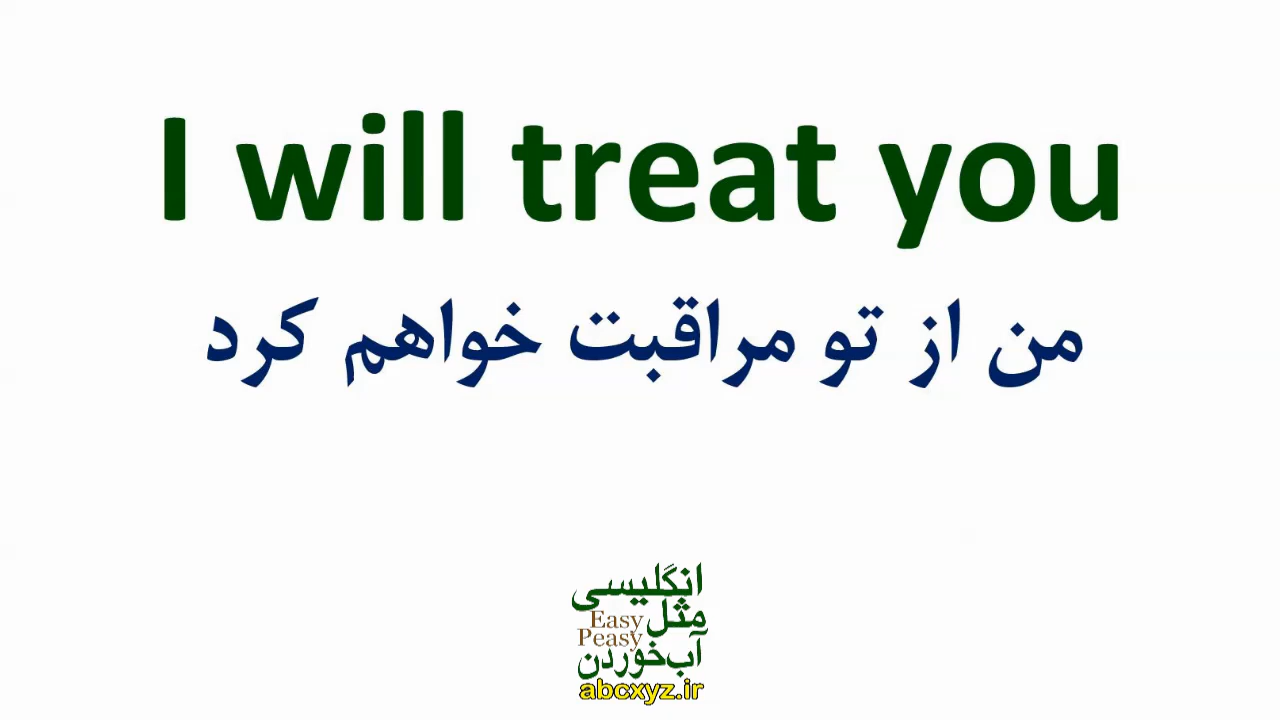 I will treat you
من از تو مراقبت خواهم کرد
انگلیسی
مثل Easy
Peasy
آب‌خوردن
abcxyz.ir